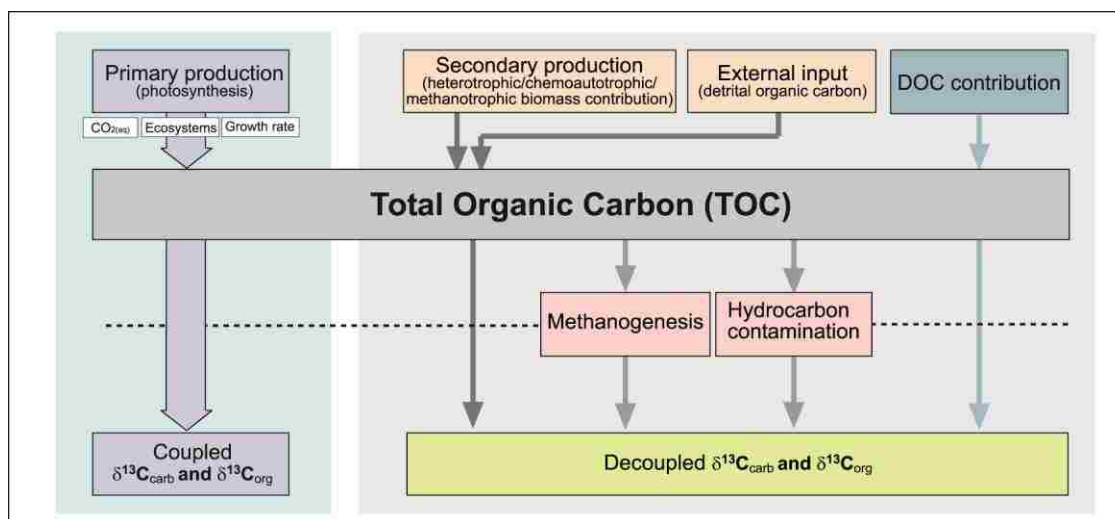 Primary production
(photosynthesis)
CO2(aq) Ecosystems Growth rate
Secondary production
(heterotrophic/chemoautotrophic/
methanotrophic biomass contribution)
External input
(detrital organic carbon)
DOC contribution
Total Organic Carbon (TOC)
Methanogenesis
Hydrocarbon
contamination
Coupled
δ¹³Ccarb and δ¹³Corg
Decoupled δ¹³Ccarb and δ¹³Corg